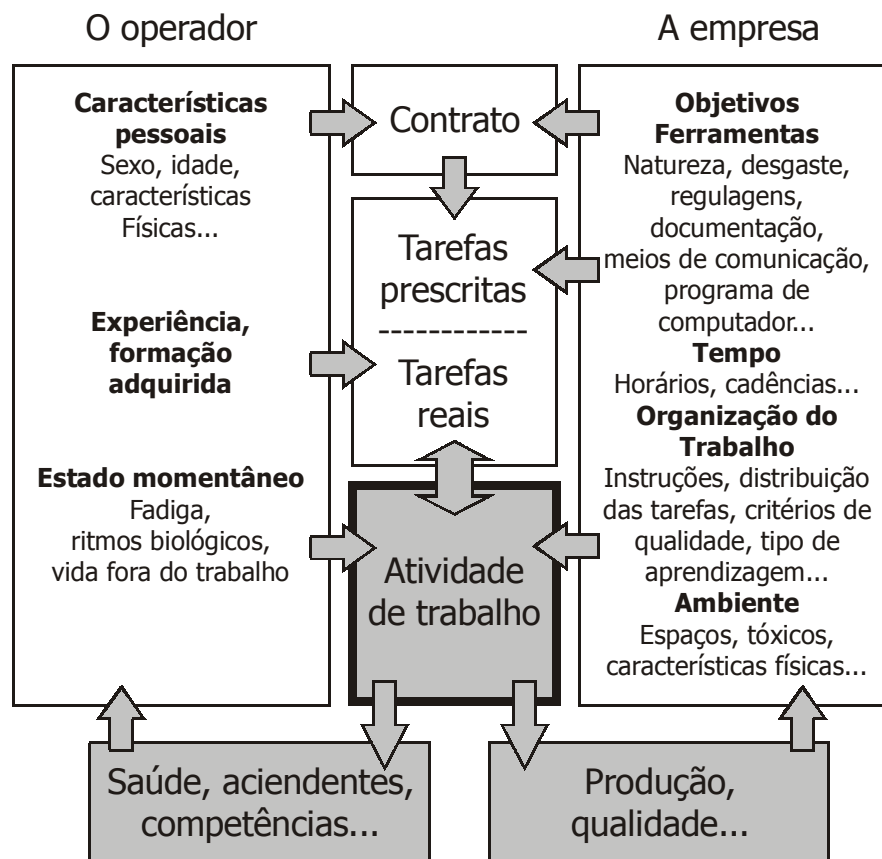 O operador
Características
pessoais
Sexo, idade,
características
Físicas...
Experiência,
formação
adquirida
Estado momentâneo
Fadiga,
ritmos biológicos,
vida fora do trabalho
Contrato
Tarefas
prescritas
------------
Tarefas
reais
Atividade
de trabalho
A empresa
Objetivos
Ferramentas
Natureza, desgaste,
regulagens,
documentação,
meios de comunicação,
programa de
computador...
Tempo
Horários, cadências...
Organização do
Trabalho
Instruções, distribuição
das tarefas, critérios de
qualidade, tipo de
aprendizagem...
Ambiente
Espaços, tóxicos,
características físicas...
Saúde, aciendentes,
competências...
Produção,
qualidade...